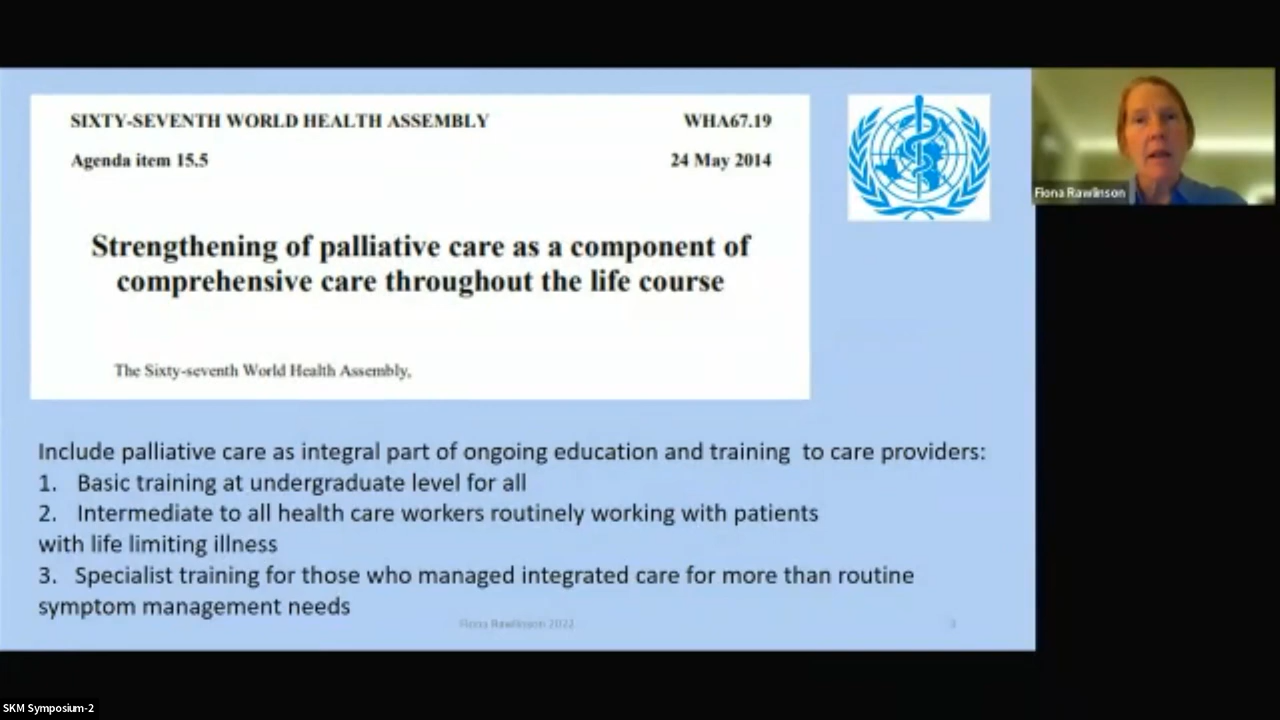 SIXTY-SEVENTH WORLD HEALTH ASSEMBLY WHA67.19
Agenda item 15.5 24 May 2014
Strengthening of palliative care as a component of
comprehensive care throughout the life course
The Sixty-seventh World Health Assembly,
Fiona Rawlinson
Include palliative care as integral part of ongoing education and training to care providers:
1. Basic training at undergraduate level for all
2. Intermediate to all health care workers routinely working with patients
with life limiting illness
3. Specialist training for those who managed integrated care for more than routine
symptom management needs
Fiona Rawlinson 2022
SKM Symposium-2